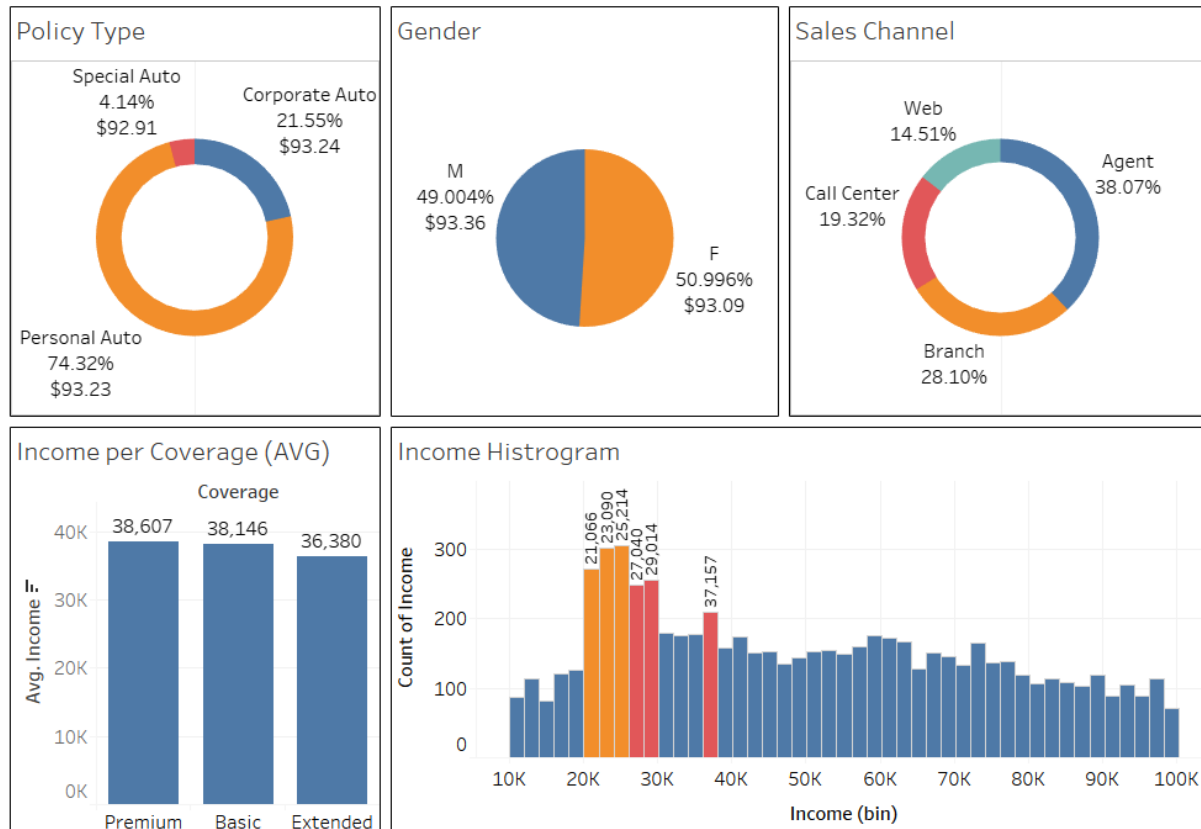 Policy Type
Special Auto
4.14%
$92.91
Corporate Auto
21.55%
$93.24
Personal Auto
74.32%
$93.23
Gender
M
49.004%
$93.36
F
50.996%
$93.09
Sales Channel
Web
14.51%
Agent
38.07%
Call Center
19.32%
Branch
28.10%
Income per Coverage (AVG)
Coverage
Avg. Income
40K
30K
20K
10K
0K
38,607
38,146
36,380
Premium
Basic
Extended
Income Histrogram
Count of Income
300
200
100
0
21,066
23,090
25,214
27,040
29,014
37,157
10K
20K
30K
40K
50K
60K
70K
80K
90K
100K
Income (bin)